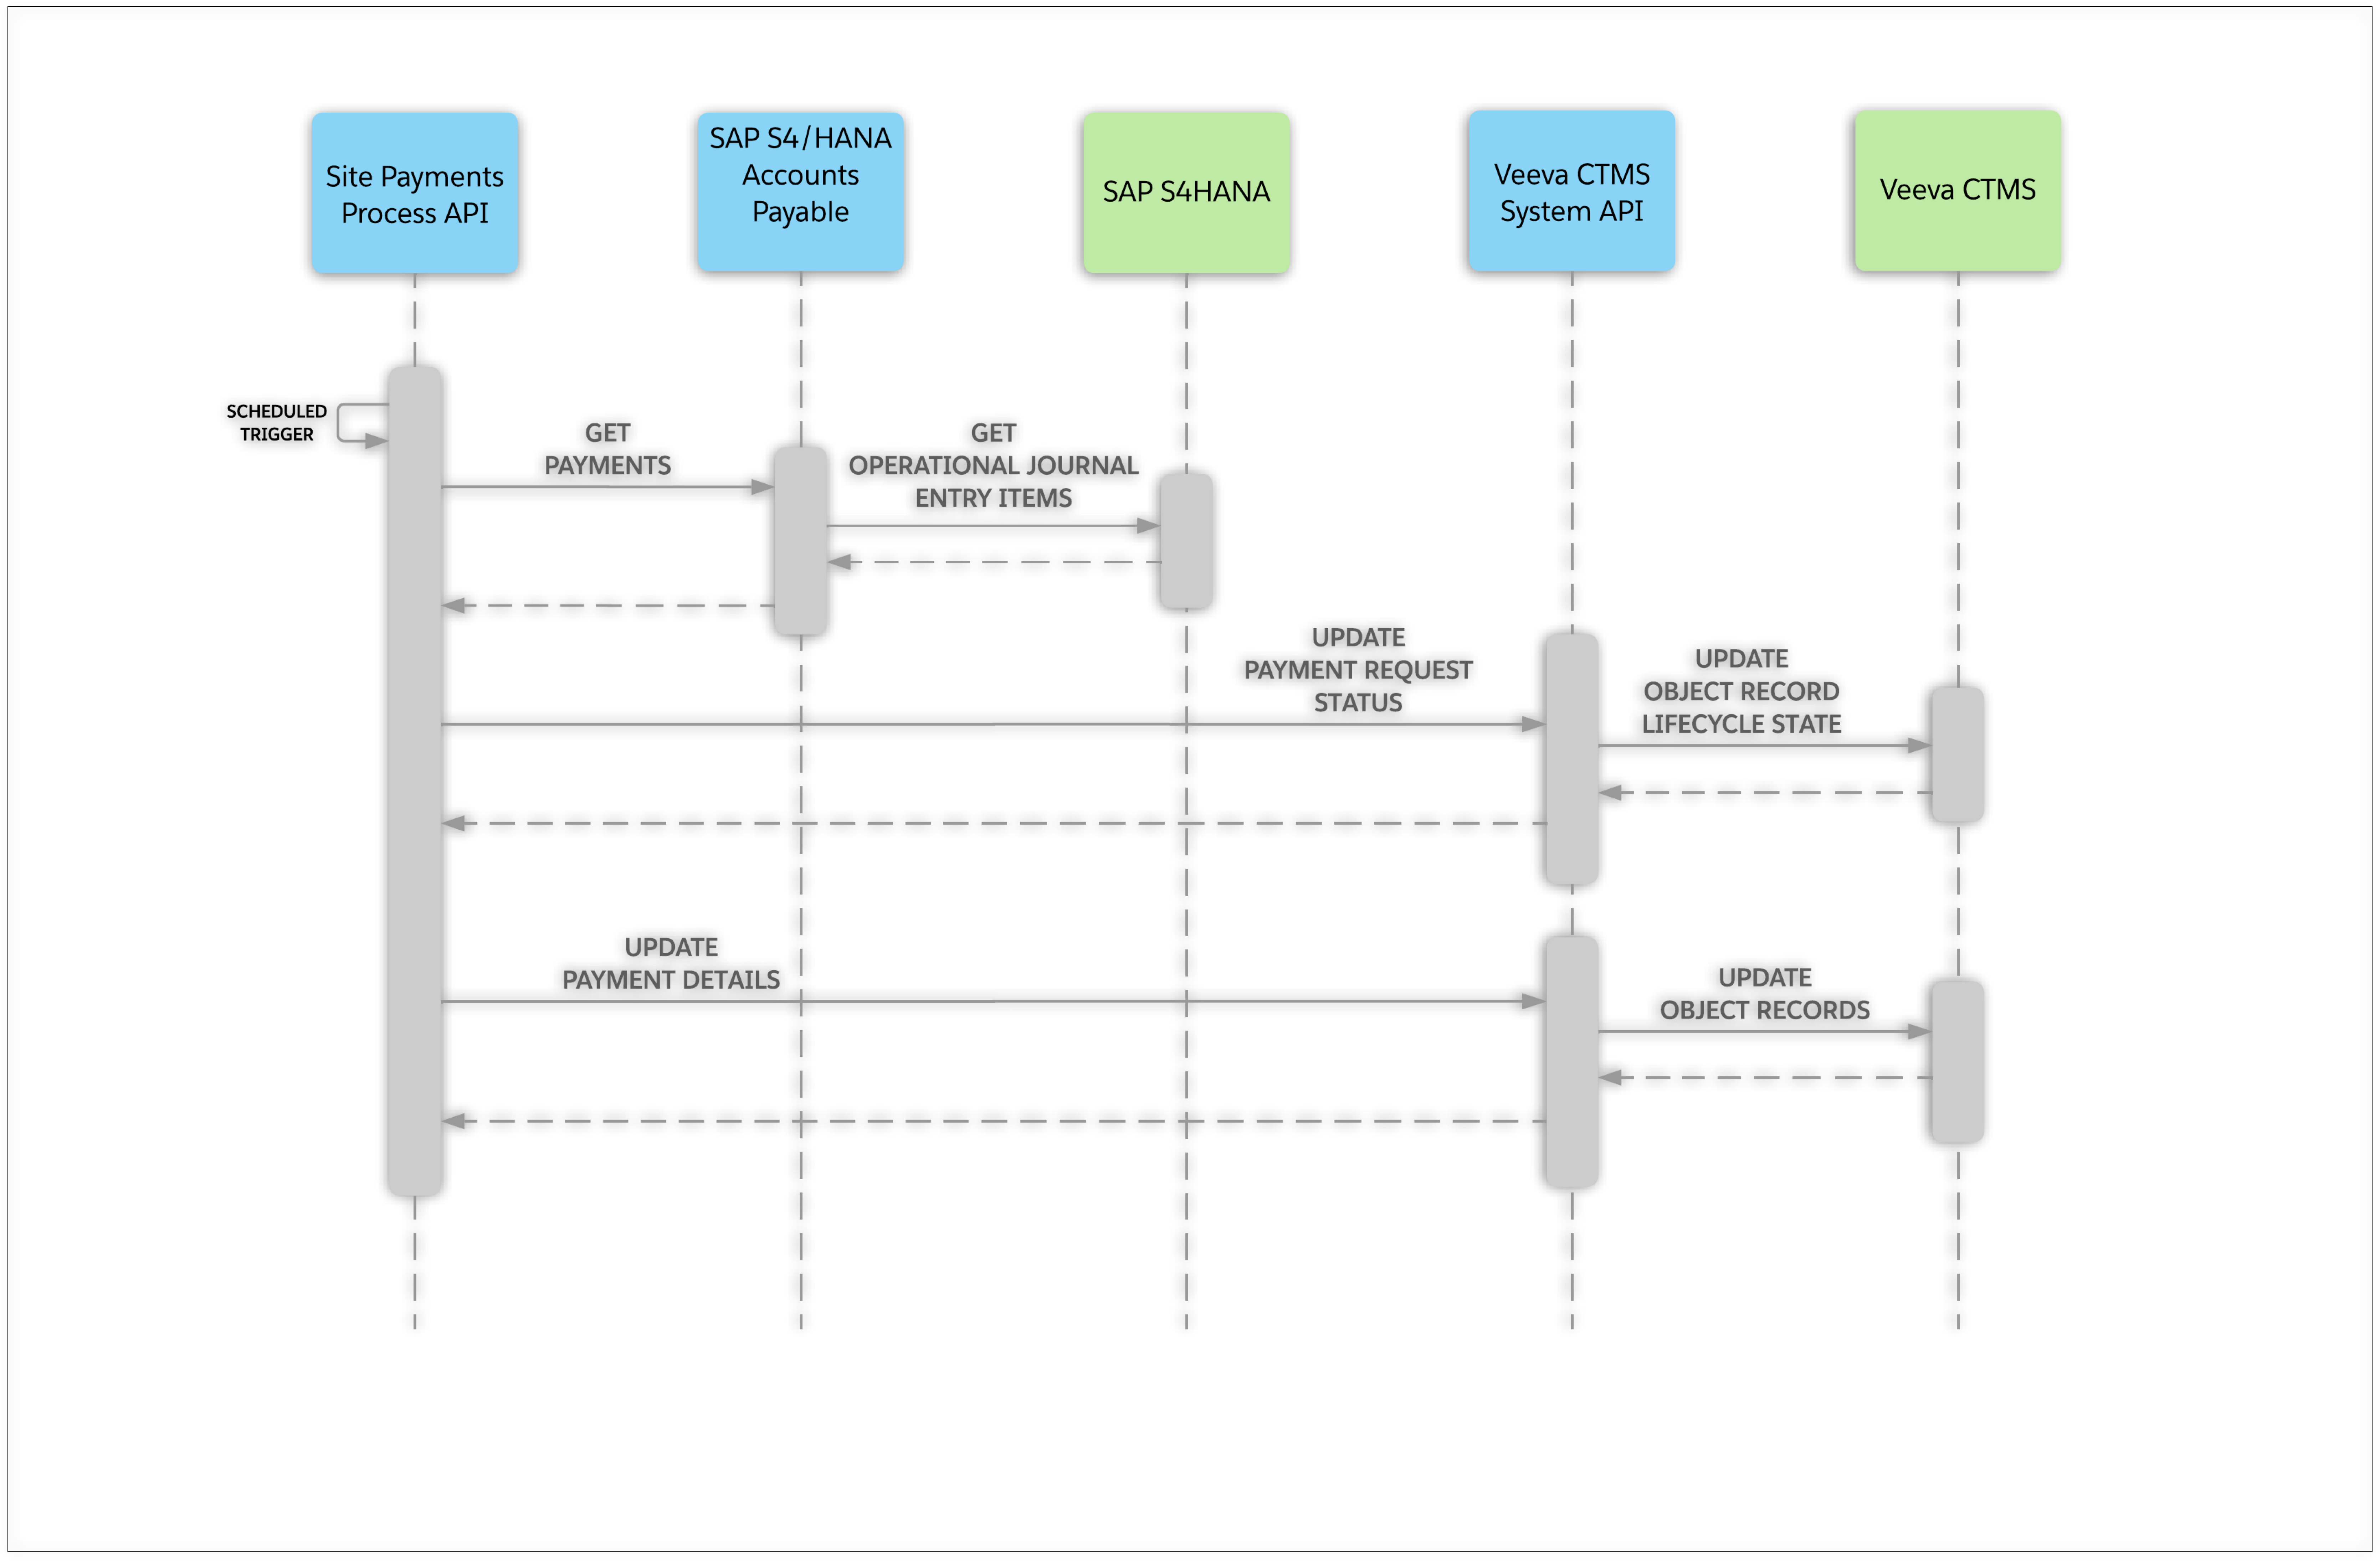 Site Payments
Process API
SAP S4/HANA
Accounts
Payable
SAP S4HANA
Veeva CTMS
System API
Veeva CTMS
SCHEDULED
TRIGGER
GET
PAYMENTS
GET
OPERATIONAL JOURNAL
ENTRY ITEMS
UPDATE
PAYMENT REQUEST
STATUS
UPDATE
OBJECT RECORD
LIFECYCLE STATE
UPDATE
PAYMENT DETAILS
UPDATE
OBJECT RECORDS